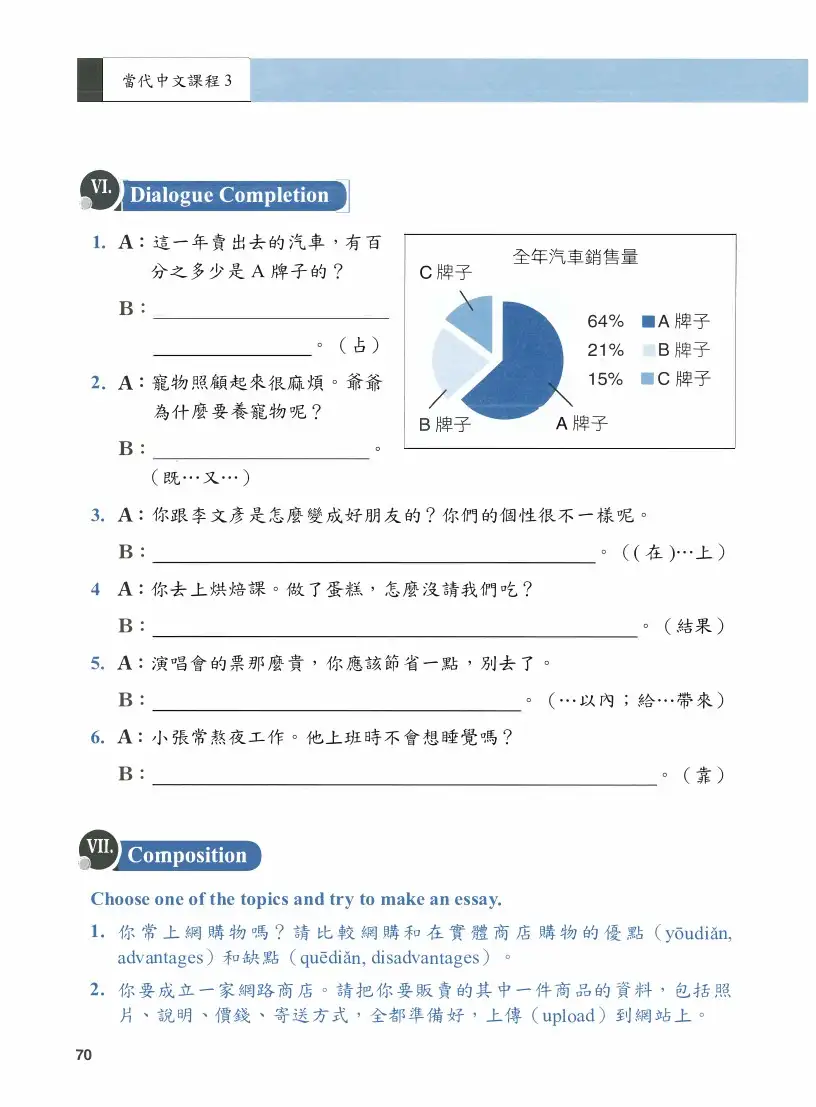 當代中文課程 3
VI. Dialogue Completion
1. A：這一年賣出去的汽車，有百
分之多少是 A 牌子的？
B：
。（占）
2. A：寵物照顧起來很麻煩。爺爺
為什麼要養寵物呢？
B：
。
（既…又…）
全年汽車銷售量
C 牌子
64% A 牌子
21% B 牌子
15% C 牌子
B 牌子
A 牌子
3. A：你跟李文彥是怎麼變成好朋友的？你們的個性很不一樣呢。
B：
。（( 在 )…上）
4 A：你去上烘焙課。做了蛋糕，怎麼沒請我們吃？
B：
。（結果）
5. A：演唱會的票那麼貴，你應該節省一點，別去了。
B：
。（…以內；給…帶來）
6. A：小張常熬夜工作。他上班時不會想睡覺嗎？
B：
。（靠）
VII. Composition
Choose one of the topics and try to make an essay.
1. 你常上網購物嗎？請比較網購和在實體商店購物的優點（yōudiǎn,
advantages）和缺點（quēdiǎn, disadvantages）。
2. 你要成立一家網路商店。請把你要販賣的其中一件商品的資料，包括照
片、說明、價錢、寄送方式，全都準備好，上傳（upload）到網站上。
70